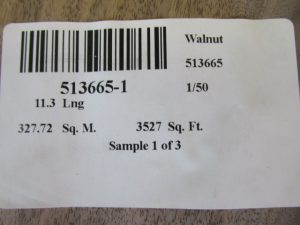 Walnut
513665-1
513665
11.3 Lng
1/50
327.72 Sq. M.
3527 Sq. Ft.
Sample 1 of 3